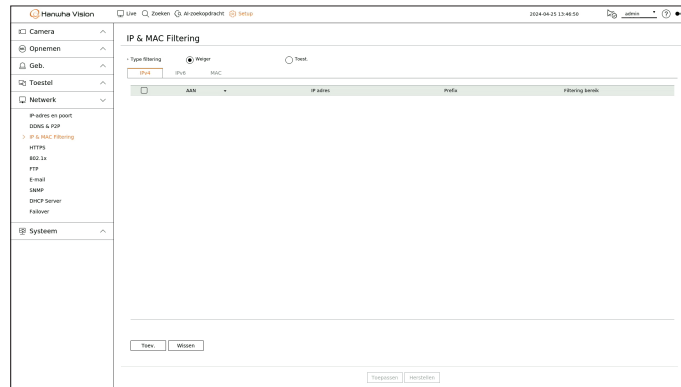 Hanwha Vision
Live Zoeken AI-zoekopdracht Setup 2024-04-25 13:46:50 admin
Camera
Opnemen
Geb.
Toestel
Netwerk
IP-adres en poort
DDNS & P2P
IP & MAC Filtering
HTTPS
802.1x
FTP
E-mail
SNMP
DHCP Server
Failover
Systeem
IP & MAC Filtering
Type filtering Weiger Toest.
IPv4 IPv6 MAC
AAN IP adres Prefix Filtering bereik
Toev. Wissen
Toepassen Herstellen